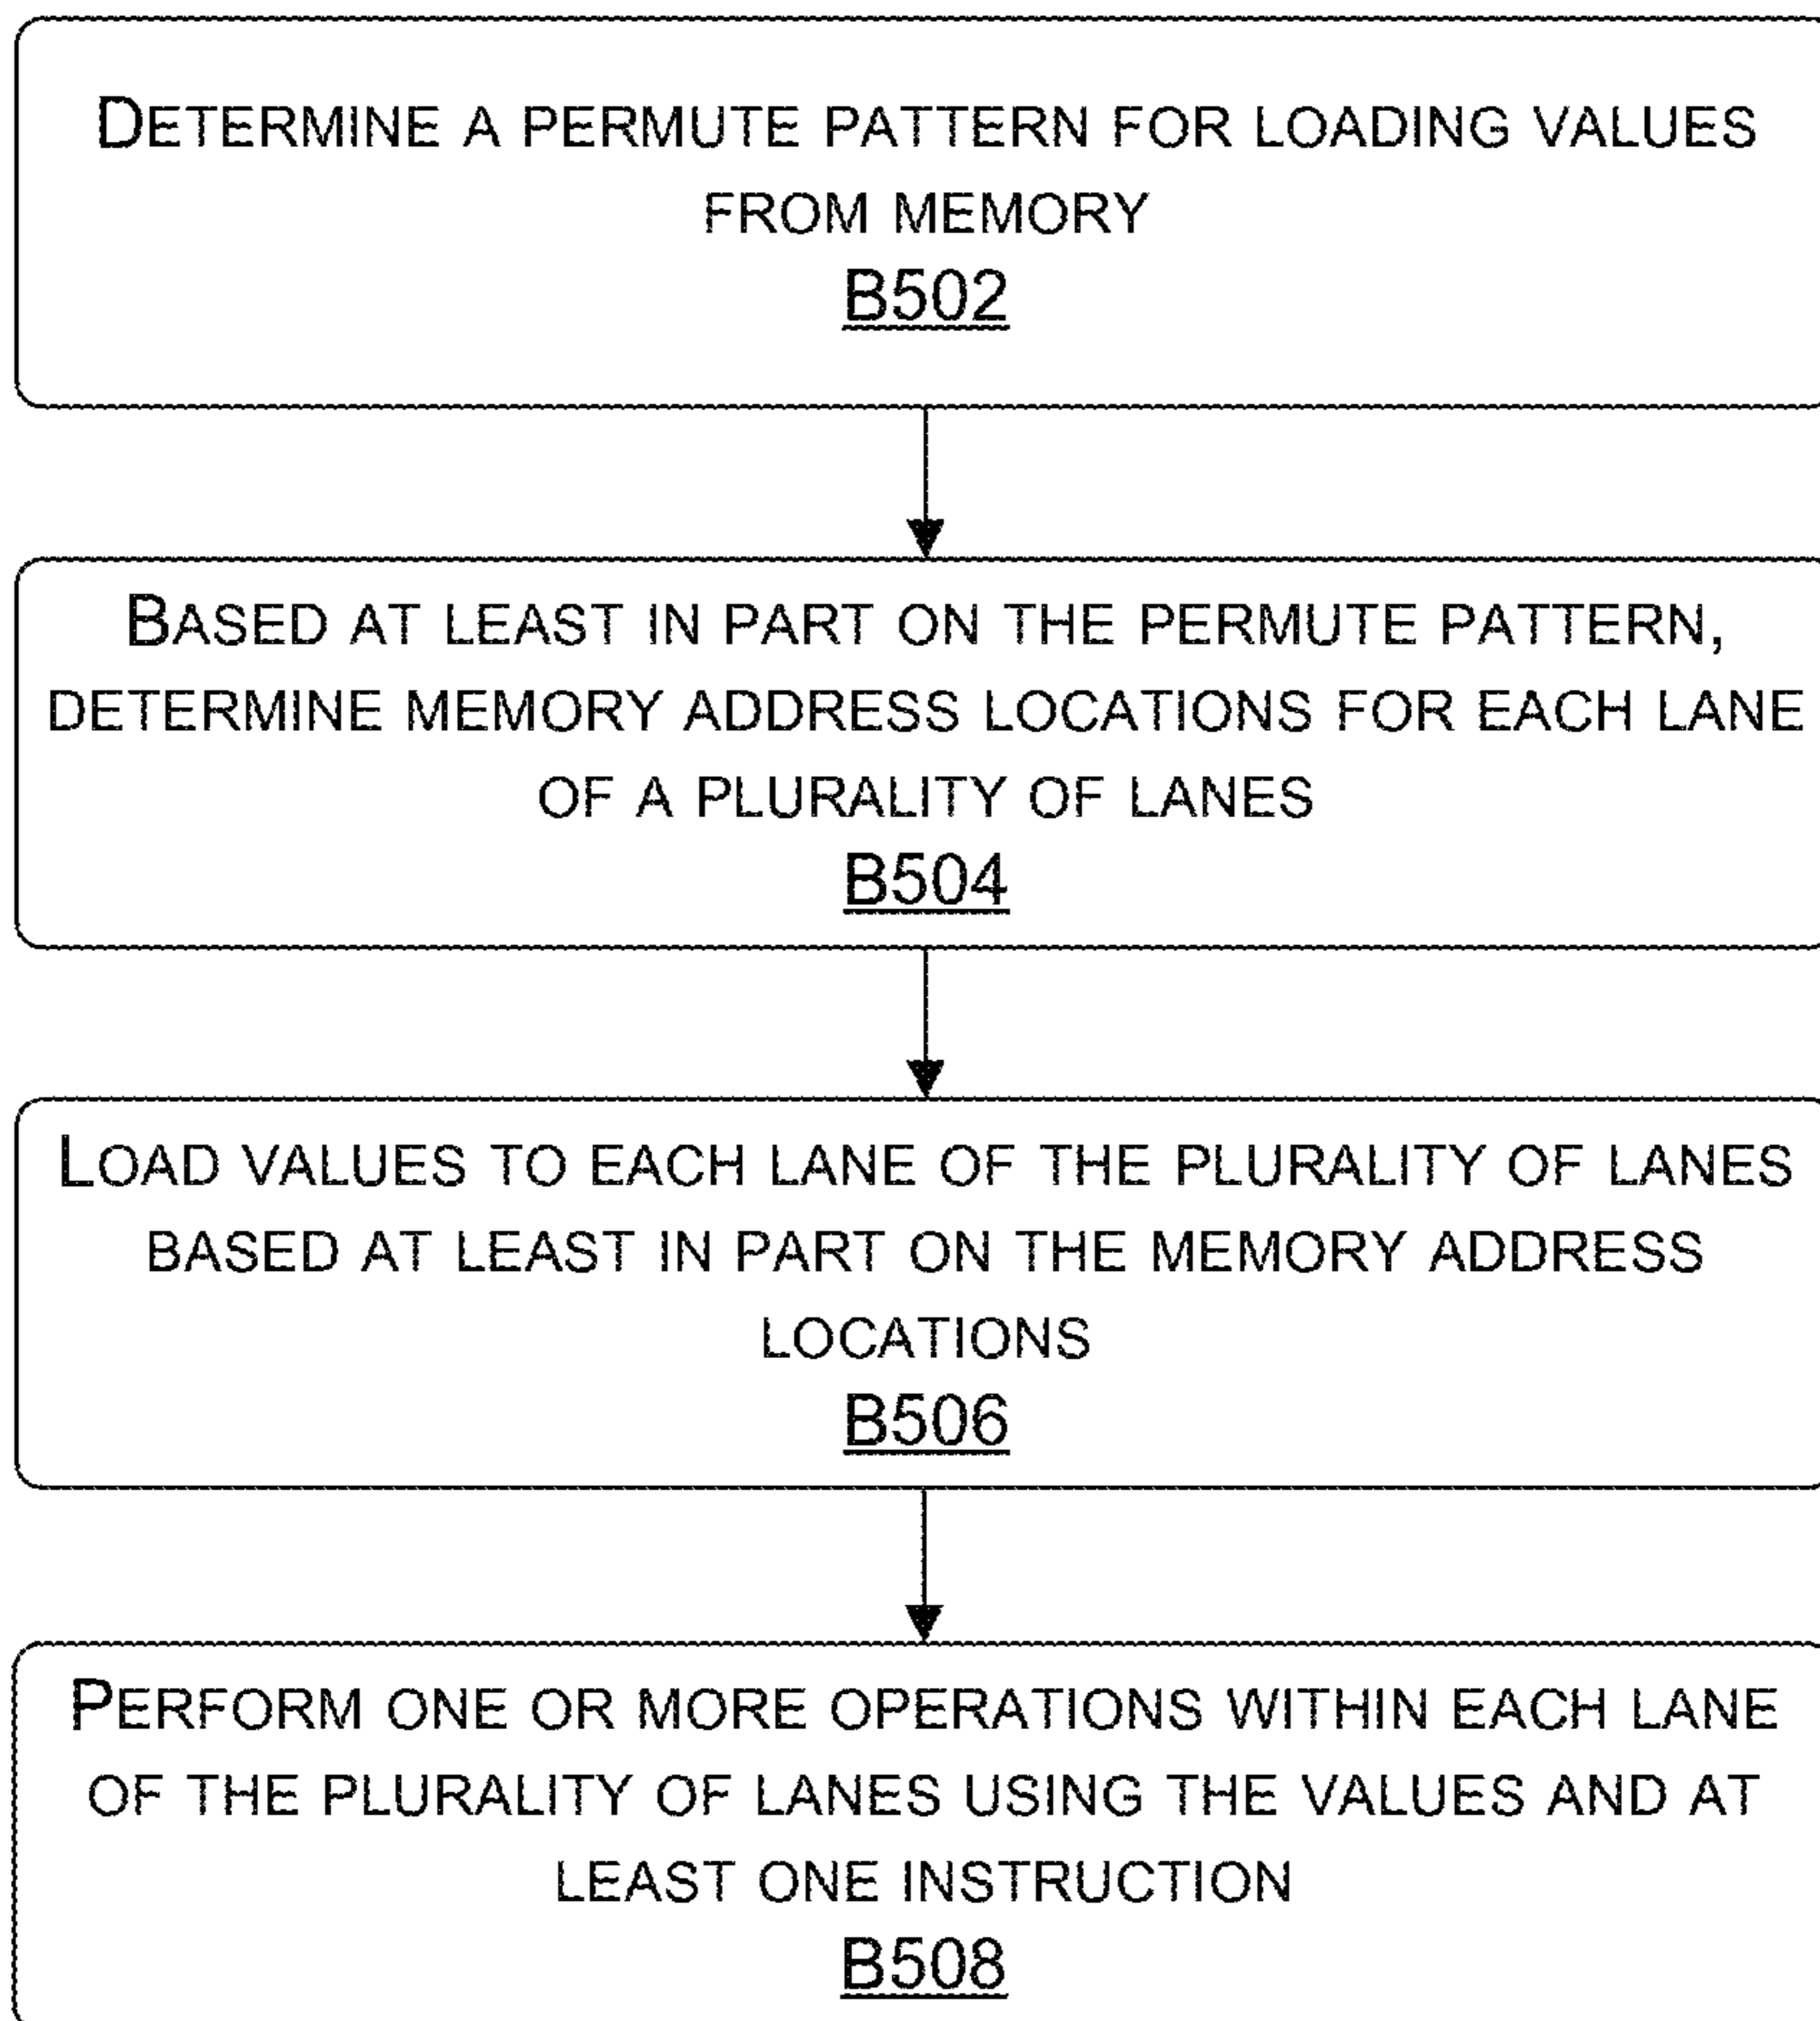 DETERMINE A PERMUTE PATTERN FOR LOADING VALUES
FROM MEMORY
B502
BASED AT LEAST IN PART ON THE PERMUTE PATTERN,
DETERMINE MEMORY ADDRESS LOCATIONS FOR EACH LANE
OF A PLURALITY OF LANES
B504
LOAD VALUES TO EACH LANE OF THE PLURALITY OF LANES
BASED AT LEAST IN PART ON THE MEMORY ADDRESS
LOCATIONS
B506
PERFORM ONE OR MORE OPERATIONS WITHIN EACH LANE
OF THE PLURALITY OF LANES USING THE VALUES AND AT
LEAST ONE INSTRUCTION
B508